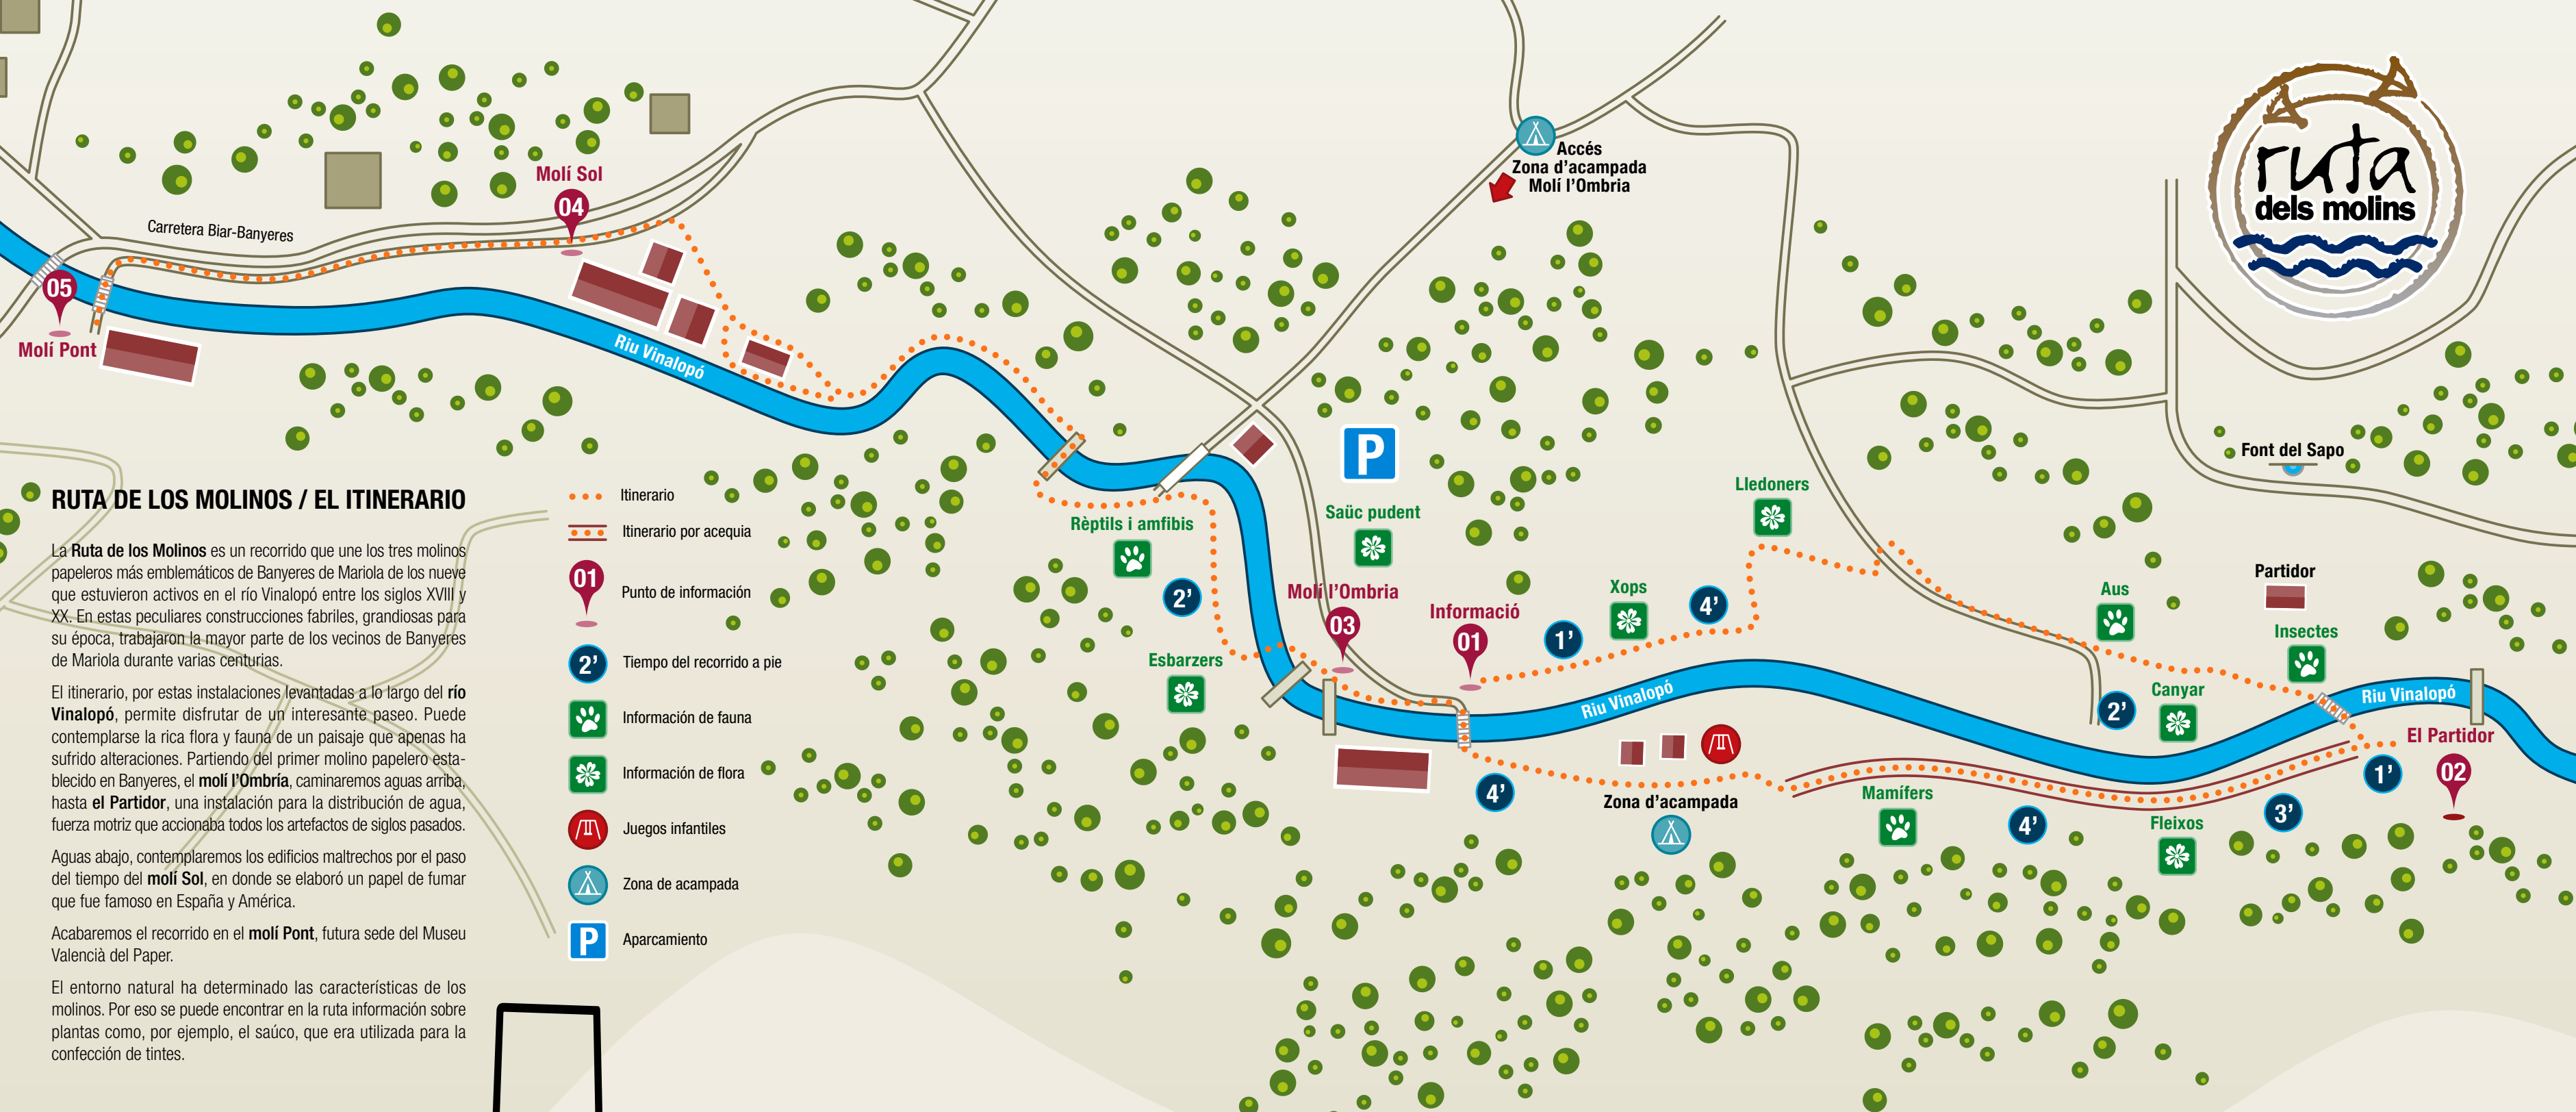 Molí Sol
04
Carretera Biar-Banyeres
05
Molí Pont
Riu Vinalopó
Accés
Zona d'acampada
Molí l'Ombria
ruta
dels molins
Font del Sapo
P
Lledoners
Saüc pudent
Rèptils i amfibis
2’
Molí l'Ombria
03
Informació
01
1’
Xops
4’
Esbarzers
Riu Vinalopó
Partidor
Aus
Insectes
Canyar
2’
Riu Vinalopó
El Partidor
02
1’
4’
Zona d'acampada
Mamífers
4’
Fleixos
3’
RUTA DE LOS MOLINOS / EL ITINERARIO
La Ruta de los Molinos es un recorrido que une los tres molinos
papeleros más emblemáticos de Banyeres de Mariola de los nueve
que estuvieron activos en el río Vinalopó entre los siglos XVIII y
XX. En estas peculiares construcciones fabriles, grandiosas para
su época, trabajaron la mayor parte de los vecinos de Banyeres
de Mariola durante varias centurias.
El itinerario, por estas instalaciones levantadas a lo largo del río
Vinalopó, permite disfrutar de un interesante paseo. Puede
contemplarse la rica flora y fauna de un paisaje que apenas ha
sufrido alteraciones. Partiendo del primer molino papelero esta-
blecido en Banyeres, el molí l'Ombría, caminaremos aguas arriba,
hasta el Partidor, una instalación para la distribución de agua,
fuerza motriz que accionaba todos los artefactos de siglos pasados.
Aguas abajo, contemplaremos los edificios maltrechos por el paso
del tiempo del molí Sol, en donde se elaboró un papel de fumar
que fue famoso en España y América.
Acabaremos el recorrido en el molí Pont, futura sede del Museu
Valencià del Paper.
El entorno natural ha determinado las características de los
molinos. Por eso se puede encontrar en la ruta información sobre
plantas como, por ejemplo, el saúco, que era utilizada para la
confección de tintes.
Itinerario
Itinerario por acequia
01
Punto de información
2’
Tiempo del recorrido a pie
Información de fauna
Información de flora
Juegos infantiles
Zona de acampada
P
Aparcamiento